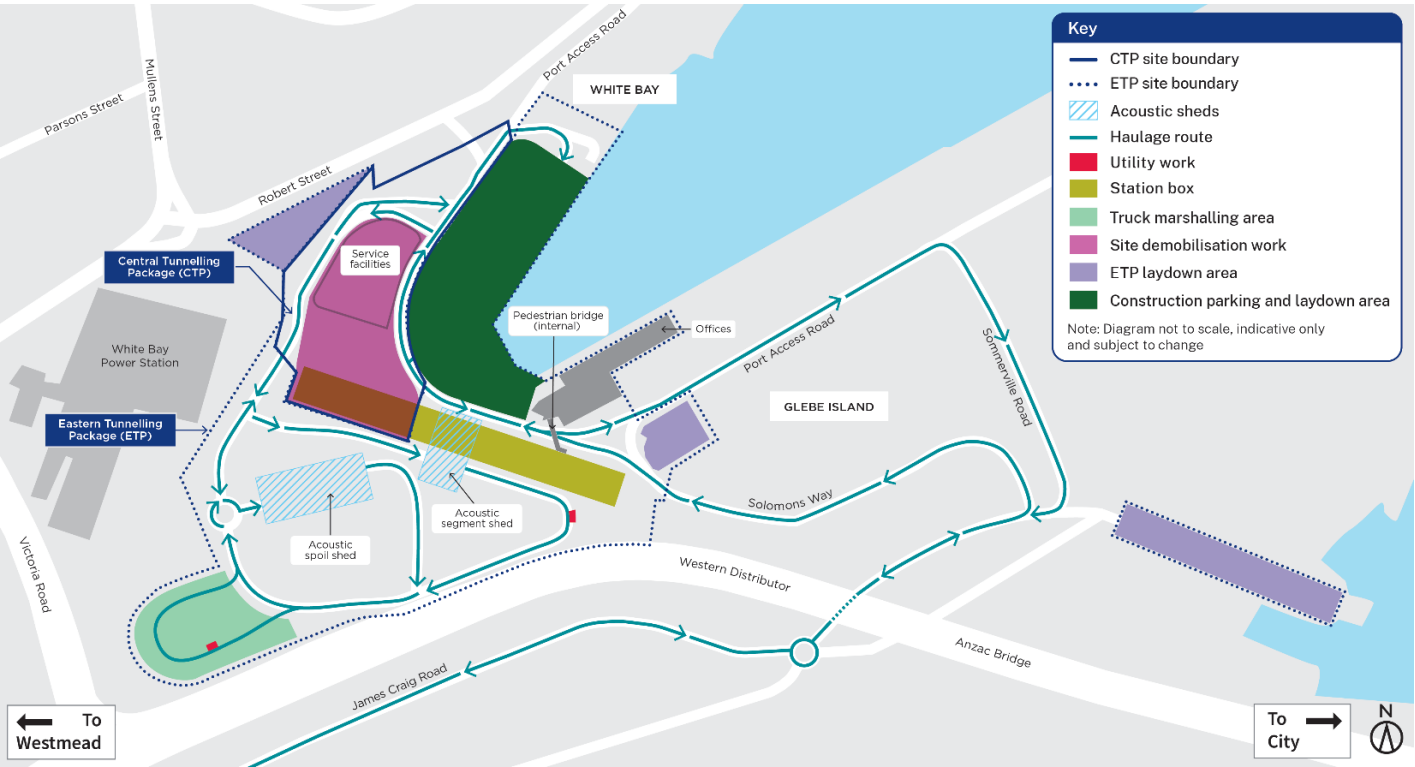 Port Access Road
WHITE BAY
Mullens Street
Parsons Street
Robert Street
Key
CTP site boundary
ETP site boundary
Acoustic sheds
Haulage route
Utility work
Station box
Truck marshalling area
Site demobilisation work
ETP laydown area
Construction parking and laydown area
Note: Diagram not to scale, indicative only
and subject to change
Central Tunnelling
Package (CTP)
Service
facilities
Pedestrian bridge
(internal)
Offices
Port Access Road
Sommerville Road
White Bay
Power Station
GLEBE ISLAND
Eastern Tunnelling
Package (ETP)
Solomons Way
Acoustic
segment shed
Acoustic
spoil shed
Victoria Road
Western Distributor
Anzac Bridge
James Craig Road
To
Westmead
To
City
N